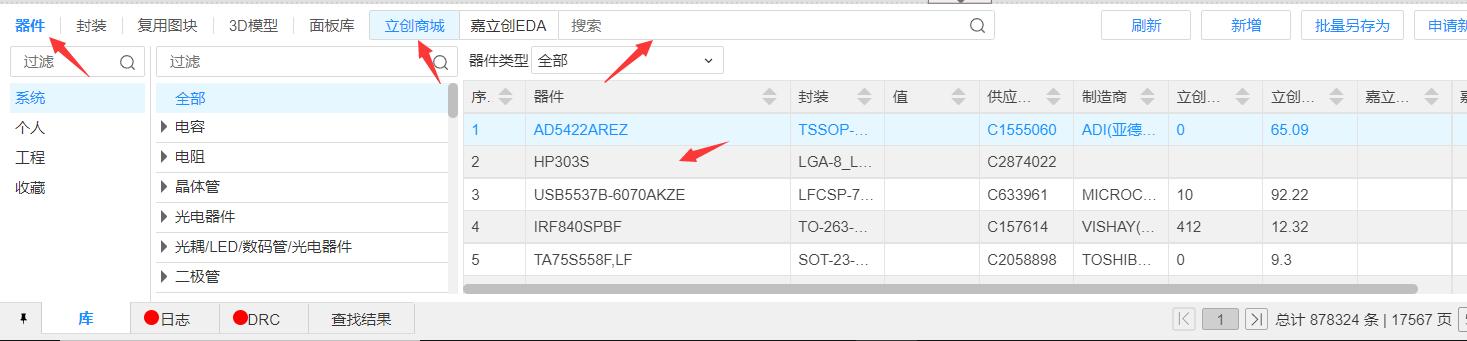 器件 封装 复用图块 3D模型 面板库 立创商城 嘉立创EDA 搜索 刷新 新增 批量另存为 申请新
过滤 过滤 器件类型 全部
系统
个人
工程
收藏
全部
电容
电阻
晶体管
光电器件
光耦/LED/数码管/光电器件
二极管
序. 器件 封装 值 供应... 制造商 立创... 立创... 嘉立...
1 AD5422AREZ TSSOP-... C1555060 ADI(亚德... 0 65.09
2 HP303S LGA-8_L... C2874022
3 USB5537B-6070AKZE LFCSP-7... C633961 MICROC... 10 92.22
4 IRF840SPBF TO-263-... C157614 VISHAY(... 412 12.32
5 TA75S558F,LF SOT-23-... C2058898 TOSHIB... 0 9.3
库 日志 DRC 查找结果 1 总计 878324 条 | 17567 页